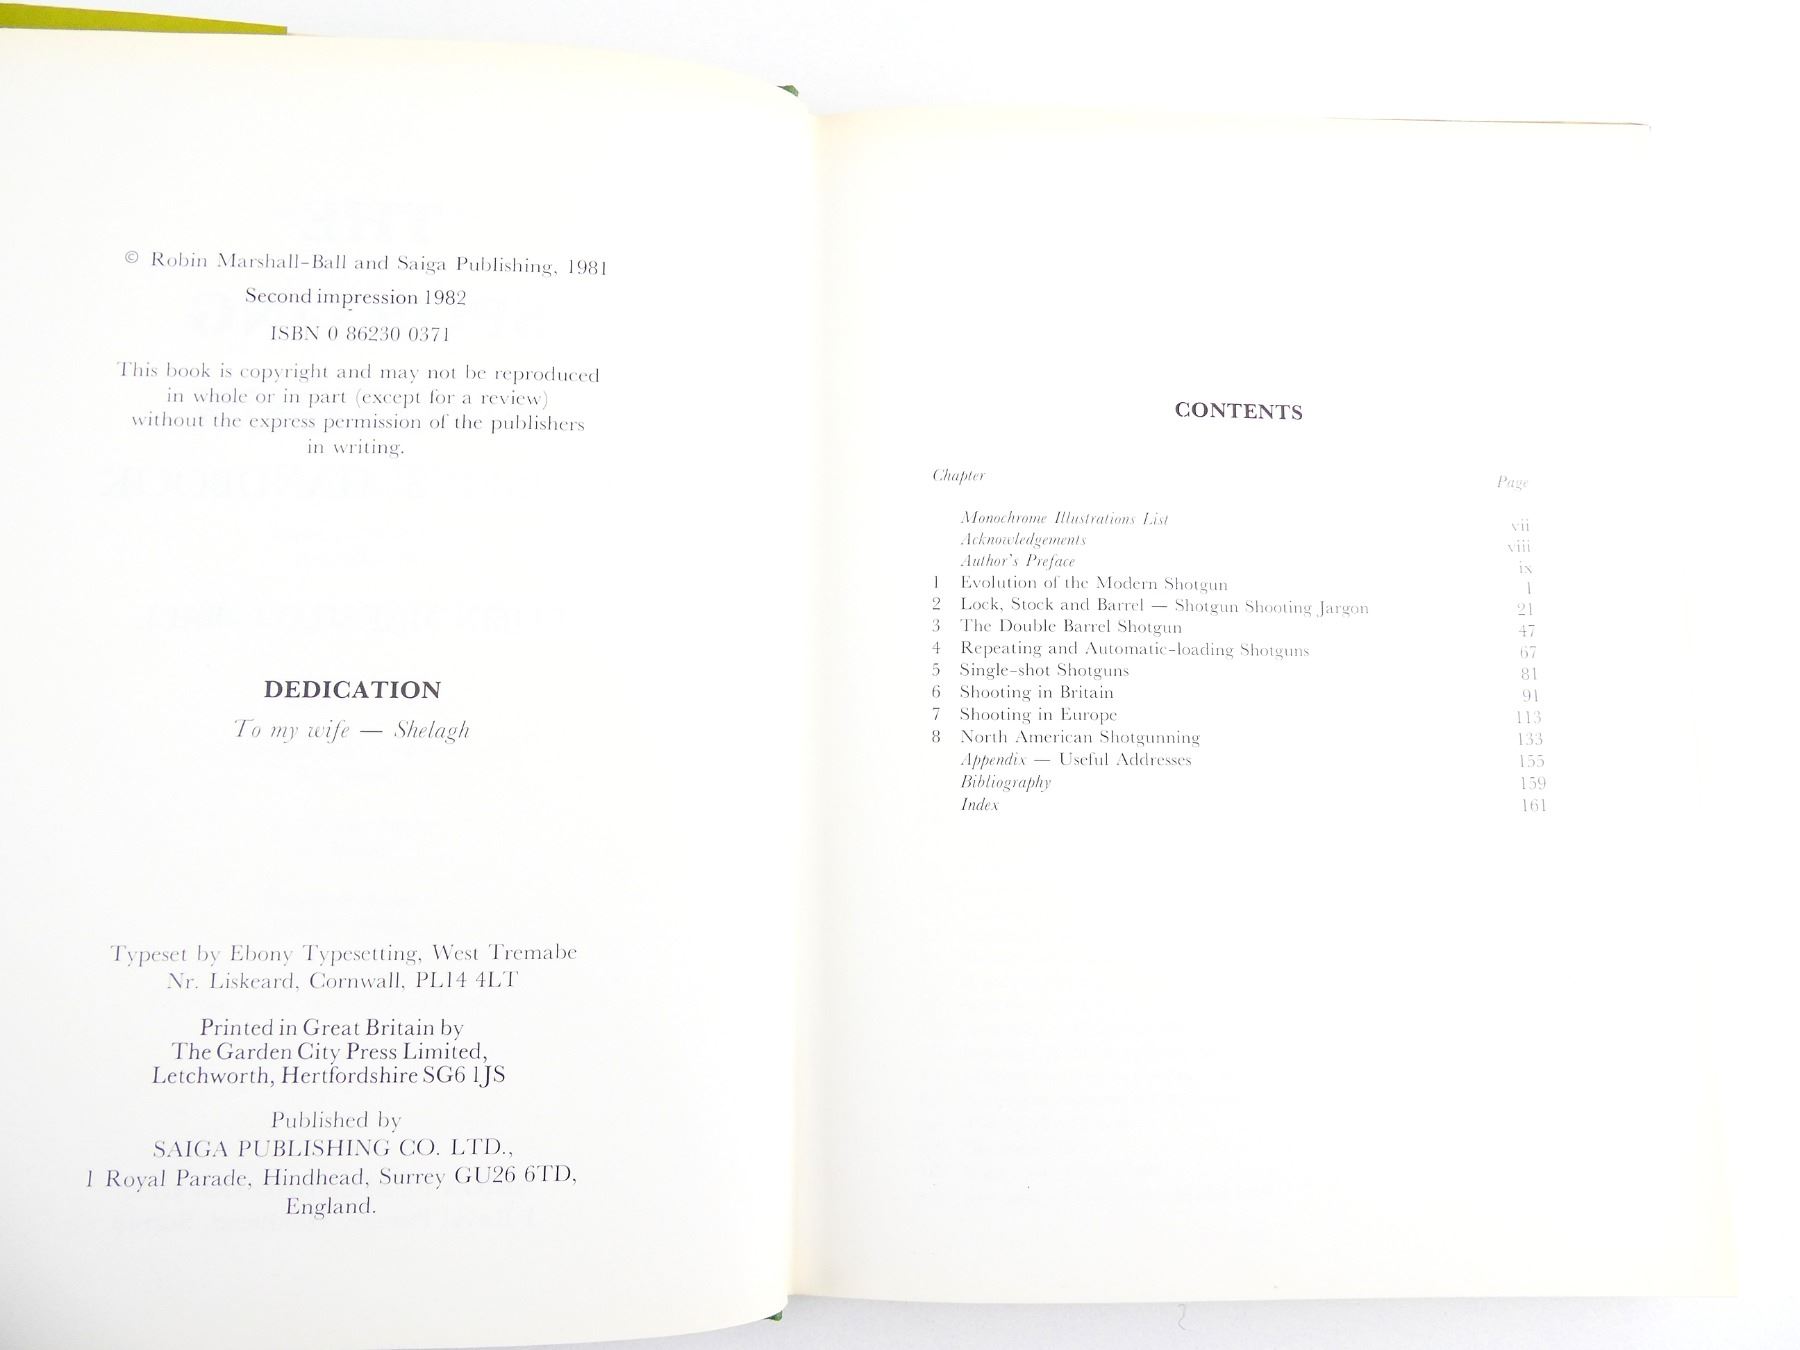 © Robin Marshall-Ball and Saiga Publishing, 1981
Second impression 1982
ISBN 0 86230 0371
This book is copyright and may not be reproduced
in whole or in part (except for a review)
without the express permission of the publishers
in writing.
DEDICATION
To my wife — Shelagh
Typeset by Ebony Typesetting, West Tremabe
Nr. Liskeard, Cornwall, PL14 4LT
Printed in Great Britain by
The Garden City Press Limited,
Letchworth, Hertfordshire SG6 1JS
Published by
SAIGA PUBLISHING CO. LTD.,
1 Royal Parade, Hindhead, Surrey GU26 6TD,
England.
CONTENTS
Chapter Page
Monochrome Illustrations List vii
Acknowledgements viii
Author's Preface ix
1 Evolution of the Modern Shotgun 1
2 Lock, Stock and Barrel — Shotgun Shooting Jargon 21
3 The Double Barrel Shotgun 47
4 Repeating and Automatic-loading Shotguns 67
5 Single-shot Shotguns 81
6 Shooting in Britain 91
7 Shooting in Europe 113
8 North American Shotgunning 133
Appendix — Useful Addresses 155
Bibliography 159
Index 161